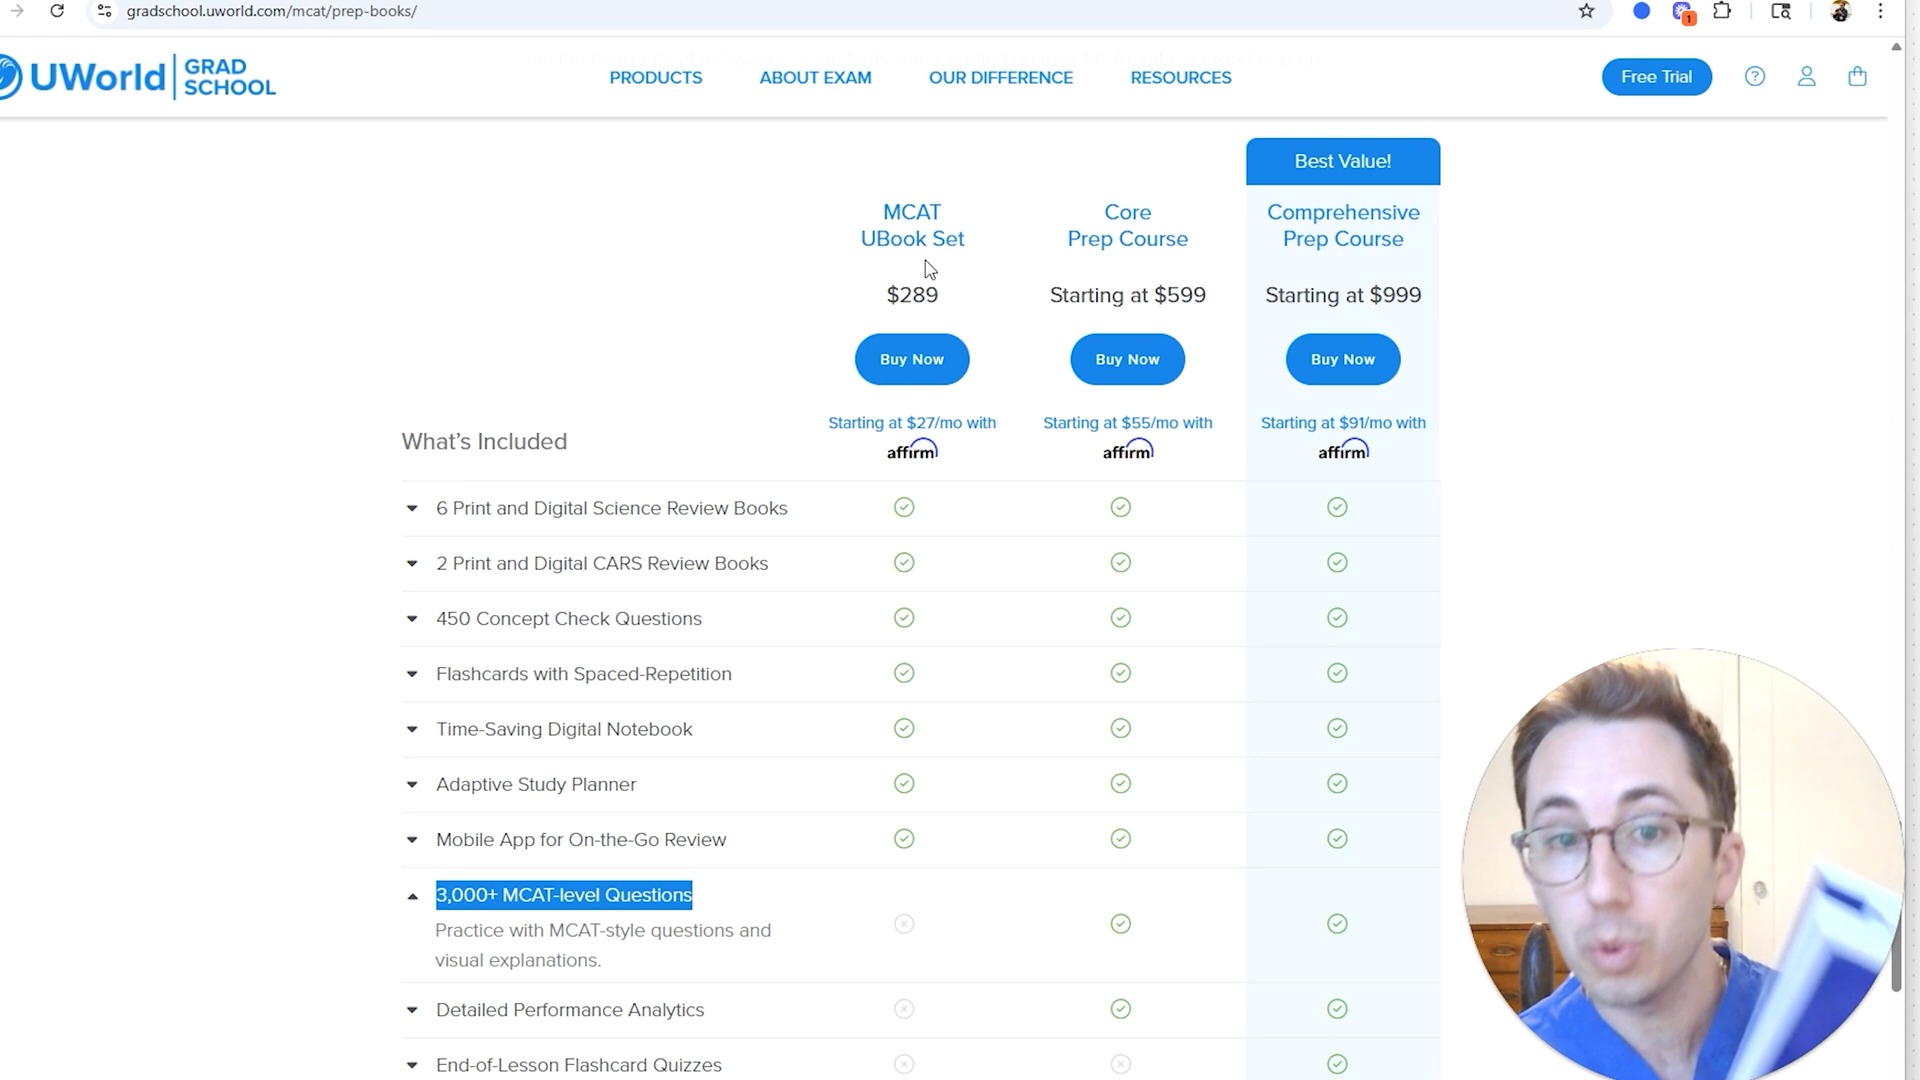 gradschool.uworld.com/mcat/prep-books/
1
UWorld GRAD SCHOOL
PRODUCTS
ABOUT EXAM
OUR DIFFERENCE
RESOURCES
Free Trial
?
Best Value!
MCAT
UBook Set
Core
Prep Course
Comprehensive
Prep Course
$289
Starting at $599
Starting at $999
Buy Now
Buy Now
Buy Now
Starting at $27/mo with
affirm
Starting at $55/mo with
affirm
Starting at $91/mo with
affirm
What's Included
6 Print and Digital Science Review Books
2 Print and Digital CARS Review Books
450 Concept Check Questions
Flashcards with Spaced-Repetition
Time-Saving Digital Notebook
Adaptive Study Planner
Mobile App for On-the-Go Review
3,000+ MCAT-level Questions
Practice with MCAT-style questions and
visual explanations.
Detailed Performance Analytics
End-of-Lesson Flashcard Quizzes